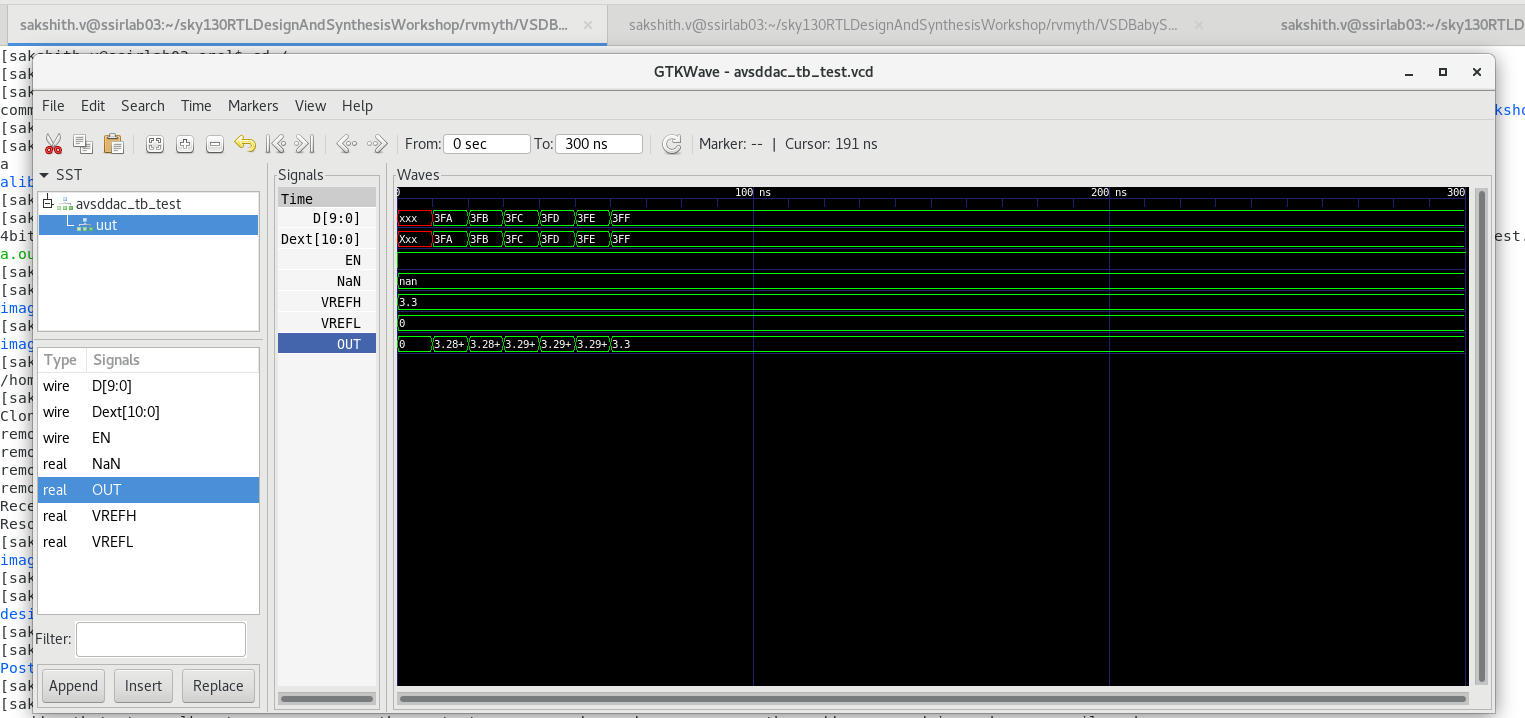 sakshith.v@ssirlab03:~/sky130RTLDesignAndSynthesisWorkshop/rvmyth/VSDB... × sakshith.v@ssirlab03:~/sky130RTLDesignAndSynthesisWorkshop/rvmyth/VSDBabyS... × sakshith.v@ssirlab03:~/sky130RTLD
GTKWave - avsddac_tb_test.vcd
File Edit Search Time Markers View Help
From: 0 sec To: 300 ns Marker: -- | Cursor: 191 ns
SST
avsddac_tb_test
uut
Type Signals
wire D[9:0]
wire Dext[10:0]
wire EN
real NaN
real OUT
real VREFH
real VREFL
Filter:
Append Insert Replace
Signals
Time
D[9:0]
Dext[10:0]
EN
NaN
VREFH
VREFL
OUT
Waves
0 100 ns 200 ns 300
xxx 3FA 3FB 3FC 3FD 3FE 3FF
Xxx 3FA 3FB 3FC 3FD 3FE 3FF
nan
3.3
0
0 3.28+ 3.28+ 3.29+ 3.29+ 3.29+ 3.3
[sak
[sak
[sak
comm
[sak
[sak
a
alib
[sak
[sak
4bit
a.ou
[sak
[sak
imag
[sak
imag
[sak
/hom
[sak
Clon
remo
remo
remo
remo
Rece
Reso
[sak
imag
[sak
[sak
desi
[sak
[sak
Post
[sak
[sak